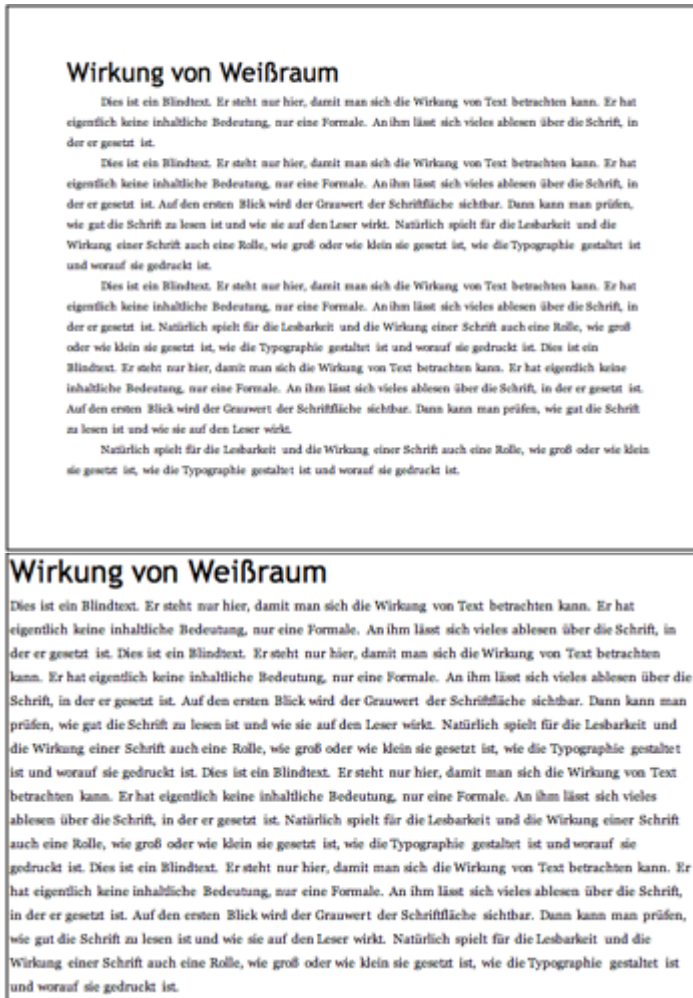 Wirkung von Weißraum
Dies ist ein Blindtext. Er steht nur hier, damit man sich die Wirkung von Text betrachten kann. Er hat
eigentlich keine inhaltliche Bedeutung, nur eine Formale. An ihm lässt sich vieles ablesen über die Schrift, in
der er gesetzt ist.
Dies ist ein Blindtext. Er steht nur hier, damit man sich die Wirkung von Text betrachten kann. Er hat
eigentlich keine inhaltliche Bedeutung, nur eine Formale. An ihm lässt sich vieles ablesen über die Schrift, in
der er gesetzt ist. Auf den ersten Blick wird der Grauwert der Schriftfläche sichtbar. Dann kann man prüfen,
wie gut die Schrift zu lesen ist und wie sie auf den Leser wirkt. Natürlich spielt für die Lesbarkeit und die
Wirkung einer Schrift auch eine Rolle, wie groß oder wie klein sie gesetzt ist, wie die Typographie gestaltet ist
und worauf sie gedruckt ist.
Dies ist ein Blindtext. Er steht nur hier, damit man sich die Wirkung von Text betrachten kann. Er hat
eigentlich keine inhaltliche Bedeutung, nur eine Formale. An ihm lässt sich vieles ablesen über die Schrift, in
der er gesetzt ist. Natürlich spielt für die Lesbarkeit und die Wirkung einer Schrift auch eine Rolle, wie groß
oder wie klein sie gesetzt ist, wie die Typographie gestaltet ist und worauf sie gedruckt ist. Dies ist ein
Blindtext. Er steht nur hier, damit man sich die Wirkung von Text betrachten kann. Er hat eigentlich keine
inhaltliche Bedeutung, nur eine Formale. An ihm lässt sich vieles ablesen über die Schrift, in der er gesetzt ist.
Auf den ersten Blick wird der Grauwert der Schriftfläche sichtbar. Dann kann man prüfen, wie gut die Schrift
zu lesen ist und wie sie auf den Leser wirkt.
Natürlich spielt für die Lesbarkeit und die Wirkung einer Schrift auch eine Rolle, wie groß oder wie klein
sie gesetzt ist, wie die Typographie gestaltet ist und worauf sie gedruckt ist.
Wirkung von Weißraum
Dies ist ein Blindtext. Er steht nur hier, damit man sich die Wirkung von Text betrachten kann. Er hat
eigentlich keine inhaltliche Bedeutung, nur eine Formale. An ihm lässt sich vieles ablesen über die Schrift, in
der er gesetzt ist. Dies ist ein Blindtext. Er steht nur hier, damit man sich die Wirkung von Text betrachten
kann. Er hat eigentlich keine inhaltliche Bedeutung, nur eine Formale. An ihm lässt sich vieles ablesen über die
Schrift, in der er gesetzt ist. Auf den ersten Blick wird der Grauwert der Schriftfläche sichtbar. Dann kann man
prüfen, wie gut die Schrift zu lesen ist und wie sie auf den Leser wirkt. Natürlich spielt für die Lesbarkeit und
die Wirkung einer Schrift auch eine Rolle, wie groß oder wie klein sie gesetzt ist, wie die Typographie gestaltet
ist und worauf sie gedruckt ist. Dies ist ein Blindtext. Er steht nur hier, damit man sich die Wirkung von Text
betrachten kann. Er hat eigentlich keine inhaltliche Bedeutung, nur eine Formale. An ihm lässt sich vieles
ablesen über die Schrift, in der er gesetzt ist. Natürlich spielt für die Lesbarkeit und die Wirkung einer Schrift
auch eine Rolle, wie groß oder wie klein sie gesetzt ist, wie die Typographie gestaltet ist und worauf sie
gedruckt ist. Dies ist ein Blindtext. Er steht nur hier, damit man sich die Wirkung von Text betrachten kann. Er
hat eigentlich keine inhaltliche Bedeutung, nur eine Formale. An ihm lässt sich vieles ablesen über die Schrift,
in der er gesetzt ist. Auf den ersten Blick wird der Grauwert der Schriftfläche sichtbar. Dann kann man prüfen,
wie gut die Schrift zu lesen ist und wie sie auf den Leser wirkt. Natürlich spielt für die Lesbarkeit und die
Wirkung einer Schrift auch eine Rolle, wie groß oder wie klein sie gesetzt ist, wie die Typographie gestaltet ist
und worauf sie gedruckt ist.